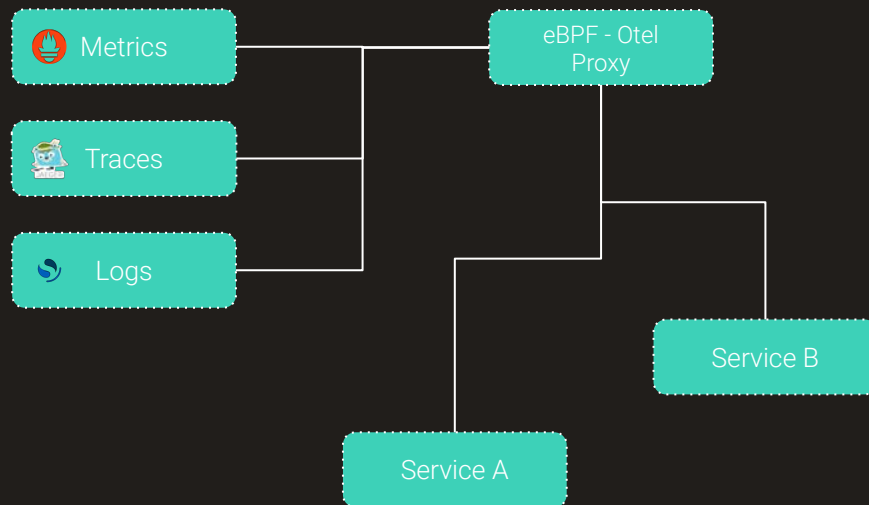 Metrics
eBPF - Otel
Proxy
Traces
Logs
Service B
Service A